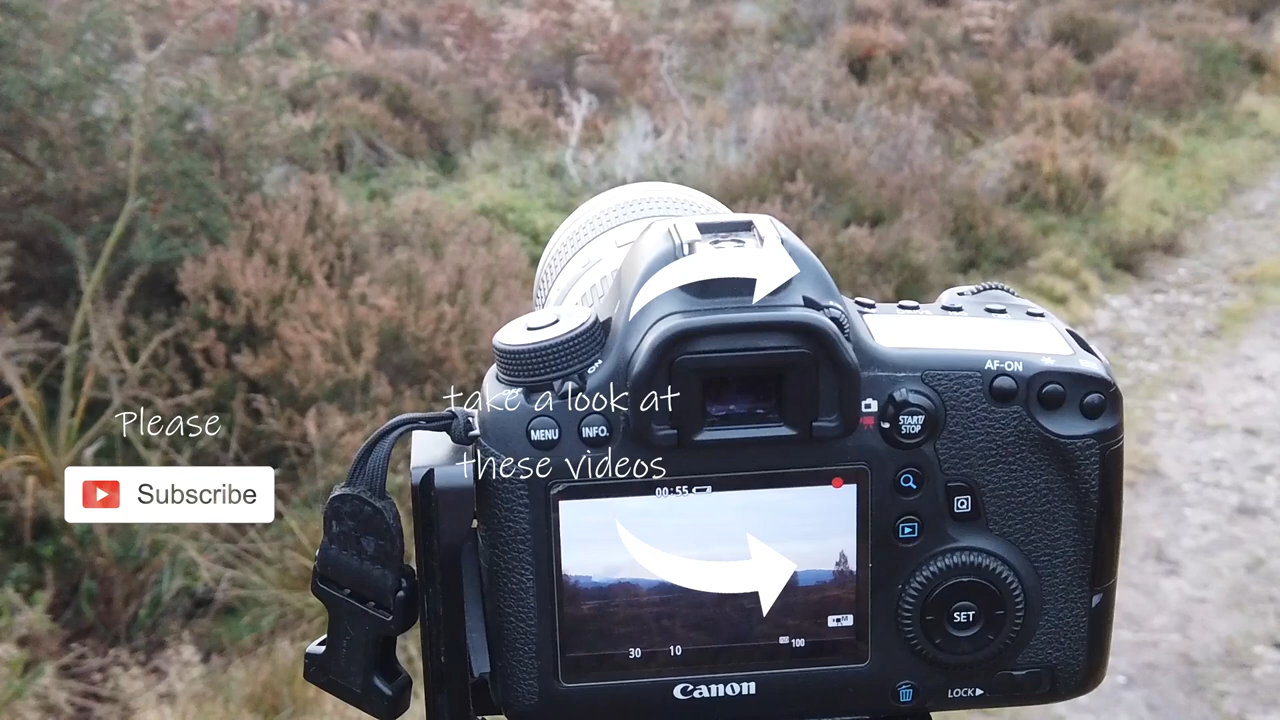 ON
take a look at
these videos
Please
Subscribe
MENU
INFO.
START/
STOP
AF-ON
Q
00:55
M
30 10 100
SET
Canon
LOCK